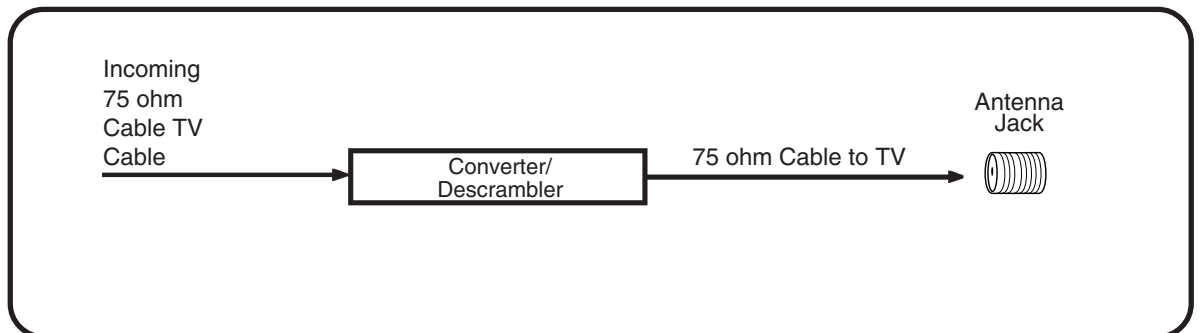 Incoming
75 ohm
Cable TV
Cable
Converter/
Descrambler
75 ohm Cable to TV
Antenna
Jack